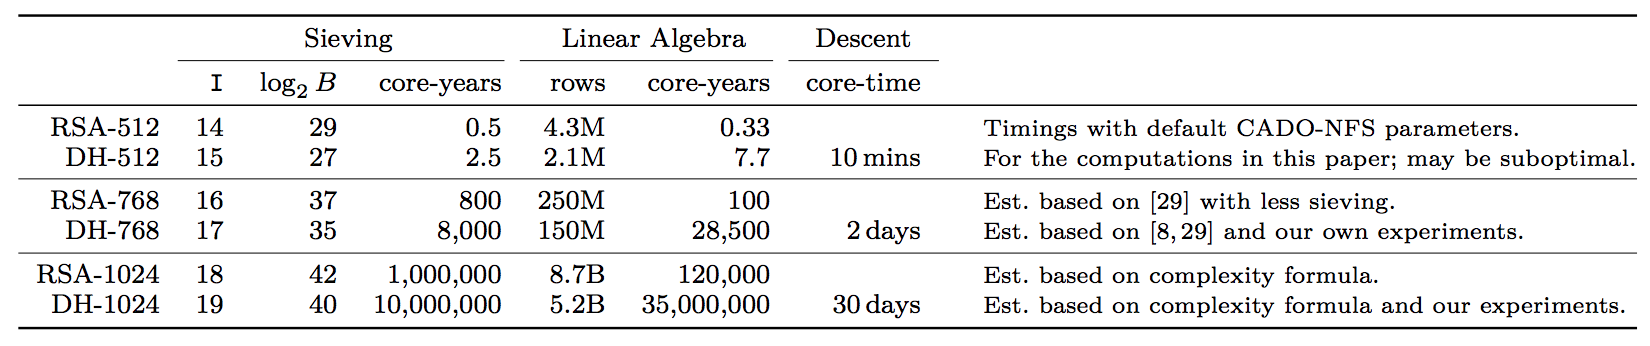 Sieving Linear Algebra Descent
I log₂ B core-years rows core-years core-time
RSA-512 14 29 0.5 4.3M 0.33 Timings with default CADO-NFS parameters.
DH-512 15 27 2.5 2.1M 7.7 10 mins For the computations in this paper; may be suboptimal.
RSA-768 16 37 800 250M 100 Est. based on [29] with less sieving.
DH-768 17 35 8,000 150M 28,500 2 days Est. based on [8, 29] and our own experiments.
RSA-1024 18 42 1,000,000 8.7B 120,000 Est. based on complexity formula.
DH-1024 19 40 10,000,000 5.2B 35,000,000 30 days Est. based on complexity formula and our experiments.